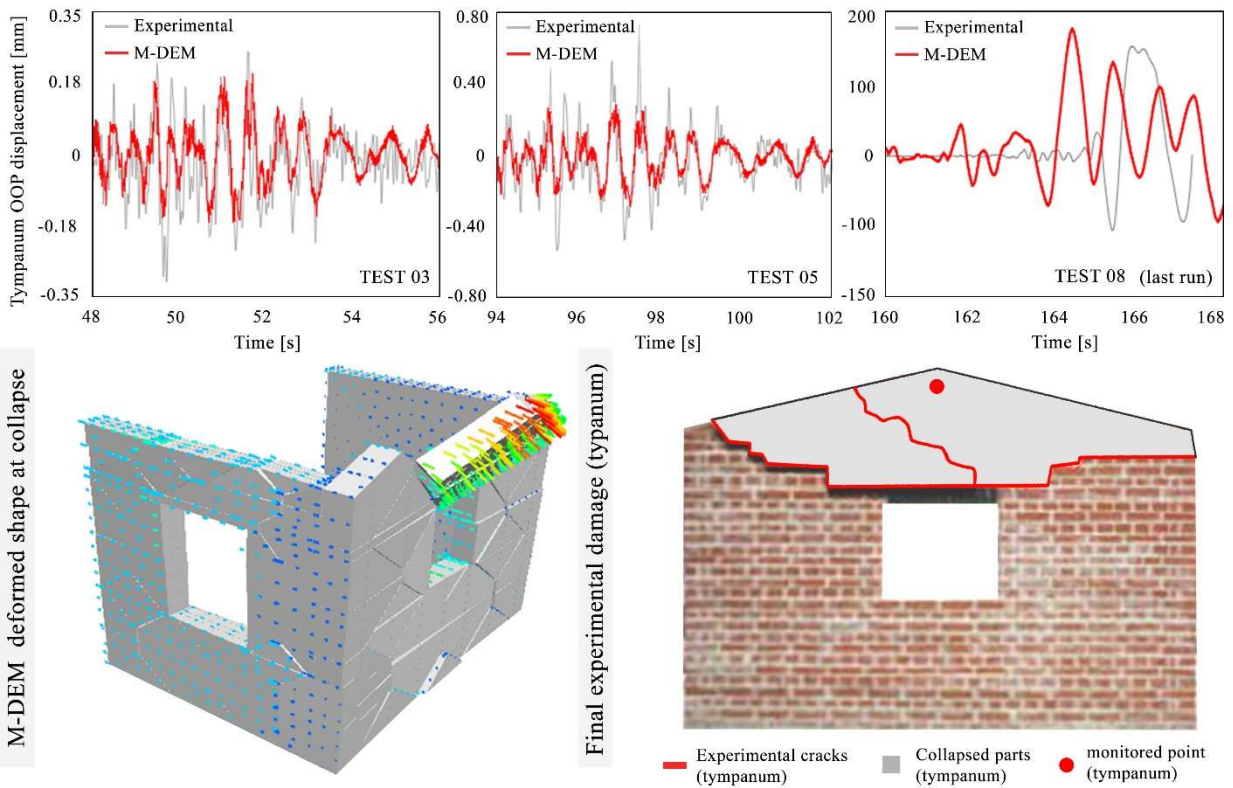 Tympanum OOP displacement [mm]
0.35
0.18
0
-0.18
-0.35
Experimental
M-DEM
TEST 03
48 50 52 54 56
Time [s]
0.80
0.40
0
-0.40
-0.80
Experimental
M-DEM
TEST 05
94 96 98 100 102
Time [s]
200
100
0
-100
-150
Experimental
M-DEM
TEST 08 (last run)
160 162 164 166 168
Time [s]
M-DEM deformed shape at collapse
Final experimental damage (typanum)
Experimental cracks
(tympanum)
Collapsed parts
(tympanum)
monitored point
(tympanum)